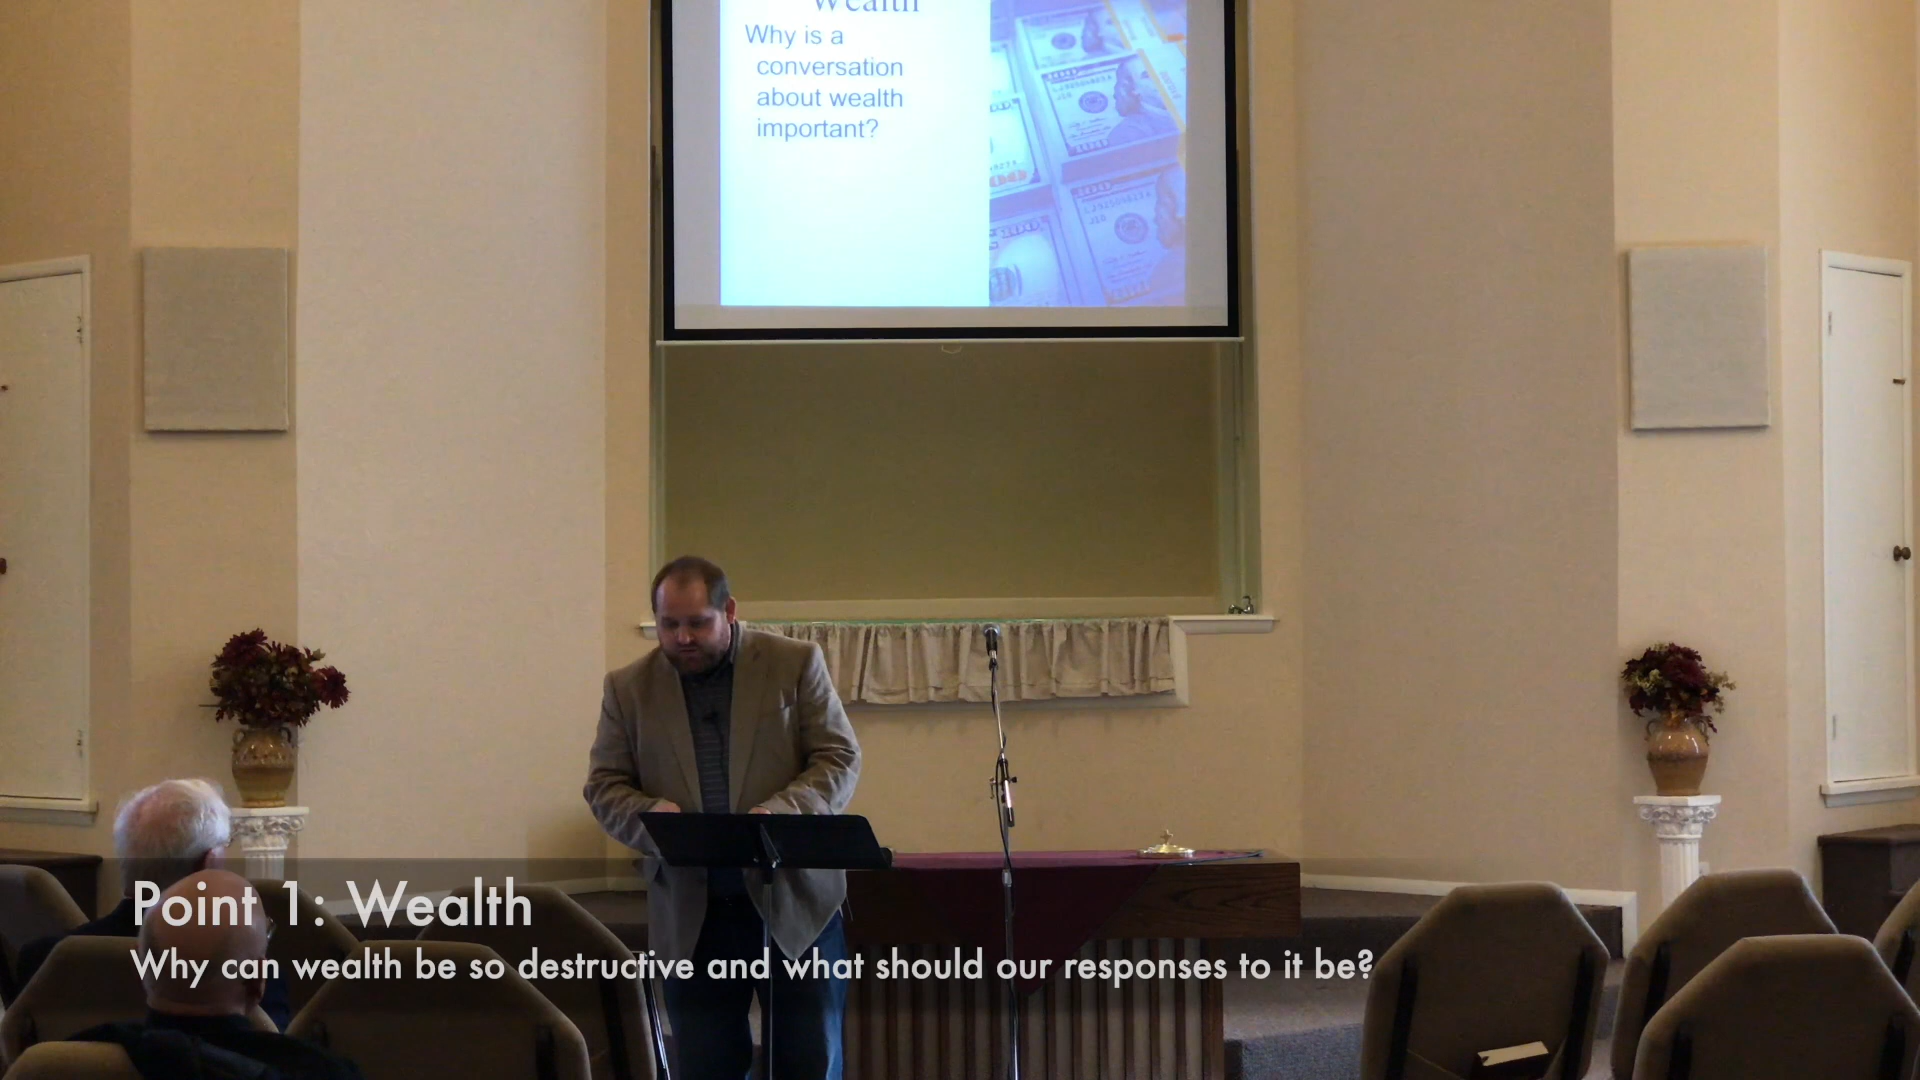 Wealth
Why is a
conversation
about wealth
important?
Point 1: Wealth
Why can wealth be so destructive and what should our responses to it be?